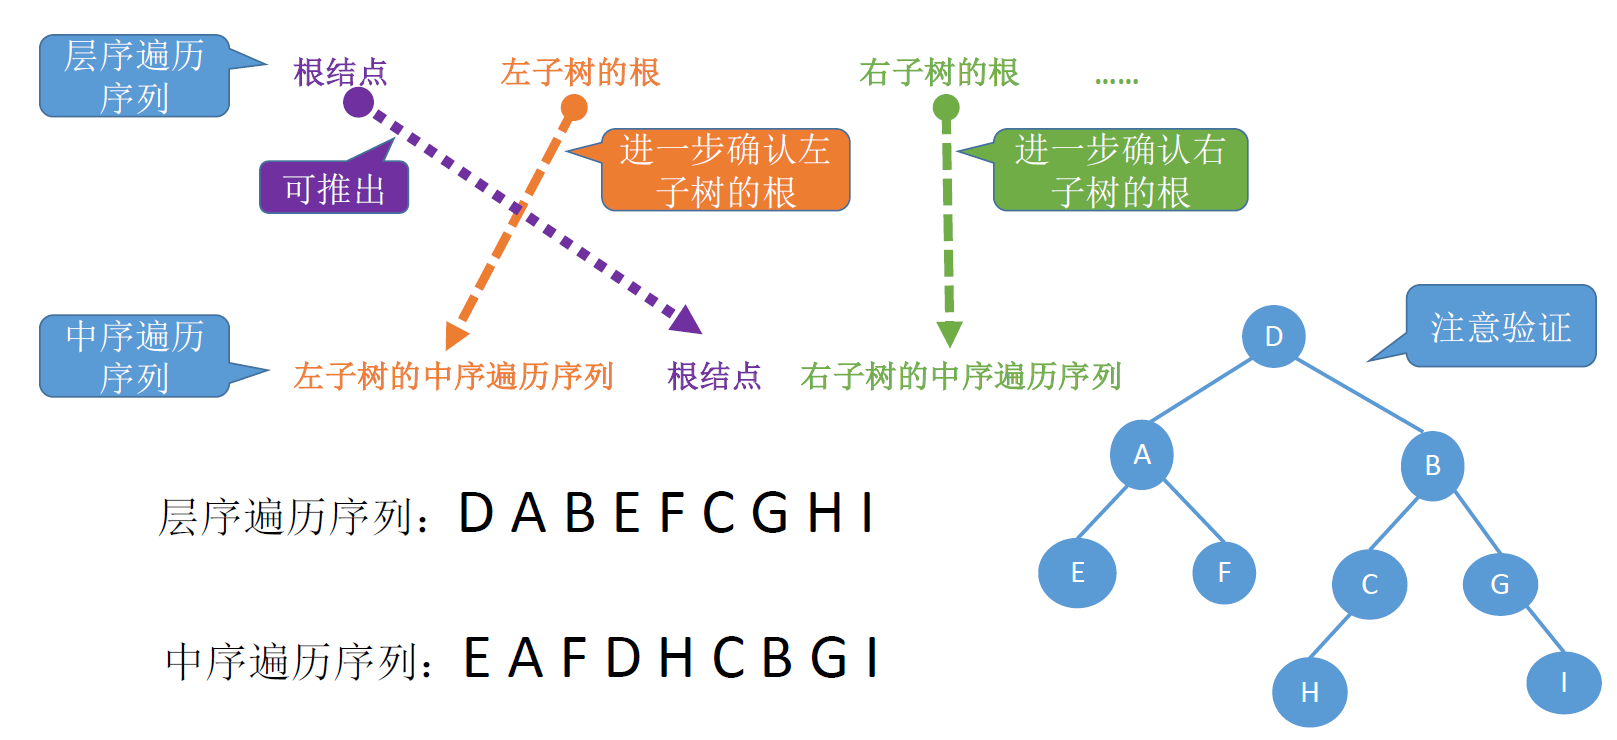 层序遍历
序列
根结点
左子树的根
右子树的根
……
可推出
进一步确认左
子树的根
进一步确认右
子树的根
中序遍历
序列
左子树的中序遍历序列
根结点
右子树的中序遍历序列
注意验证
D
A
B
E
F
C
G
H
I
层序遍历序列：D A B E F C G H I
中序遍历序列：E A F D H C B G I